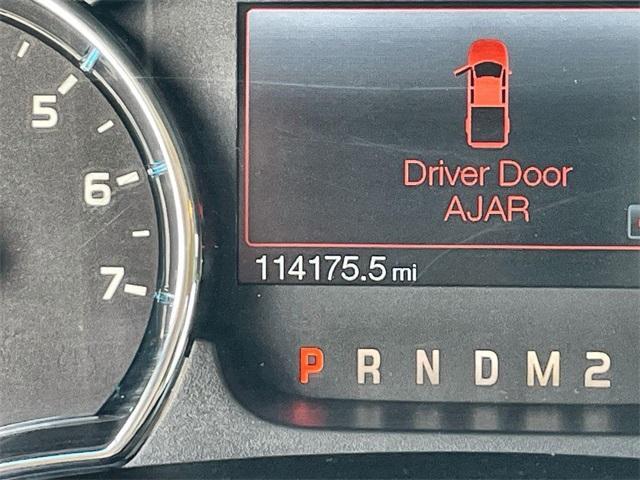 5
6
7
Driver Door
AJAR
114175.5 mi
P R N D M 2